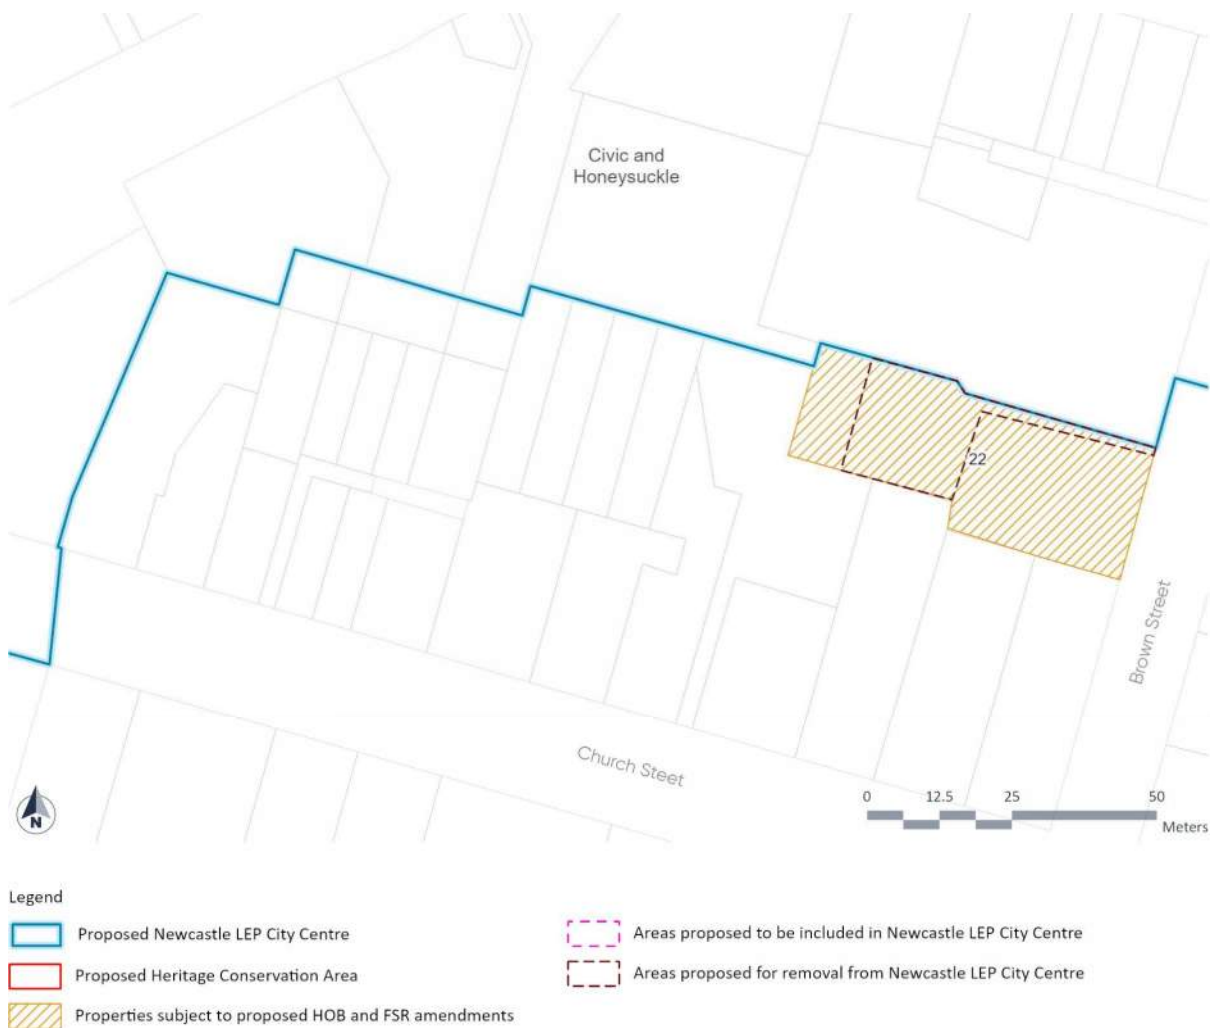 Civic and
Honeysuckle
22
Brown Street
Church Steet
N
0 12.5 25 50
Meters
Legend
Proposed Newcastle LEP City Centre
Proposed Heritage Conservation Area
Properties subject to proposed HOB and FSR amendments
Areas proposed to be included in Newcastle LEP City Centre
Areas proposed for removal from Newcastle LEP City Centre